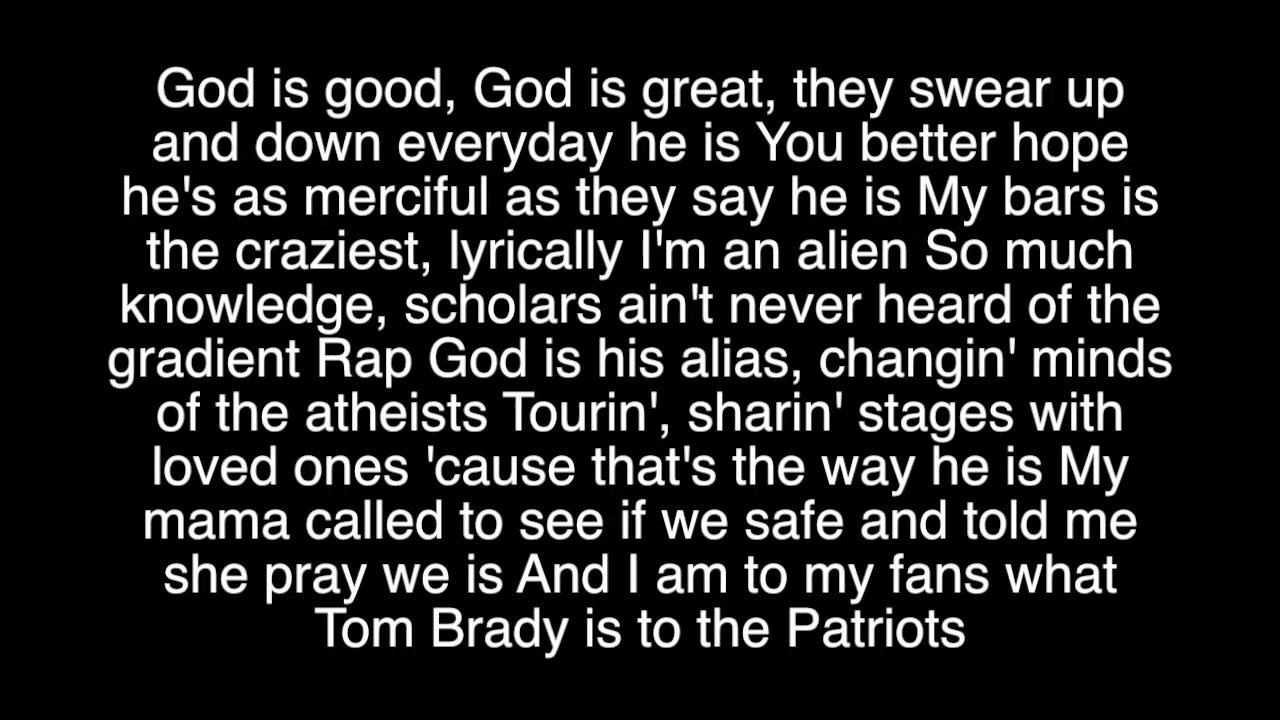 God is good, God is great, they swear up
and down everyday he is You better hope
he's as merciful as they say he is My bars is
the craziest, lyrically I'm an alien So much
knowledge, scholars ain't never heard of the
gradient Rap God is his alias, changin' minds
of the atheists Tourin', sharin' stages with
loved ones 'cause that's the way he is My
mama called to see if we safe and told me
she pray we is And I am to my fans what
Tom Brady is to the Patriots